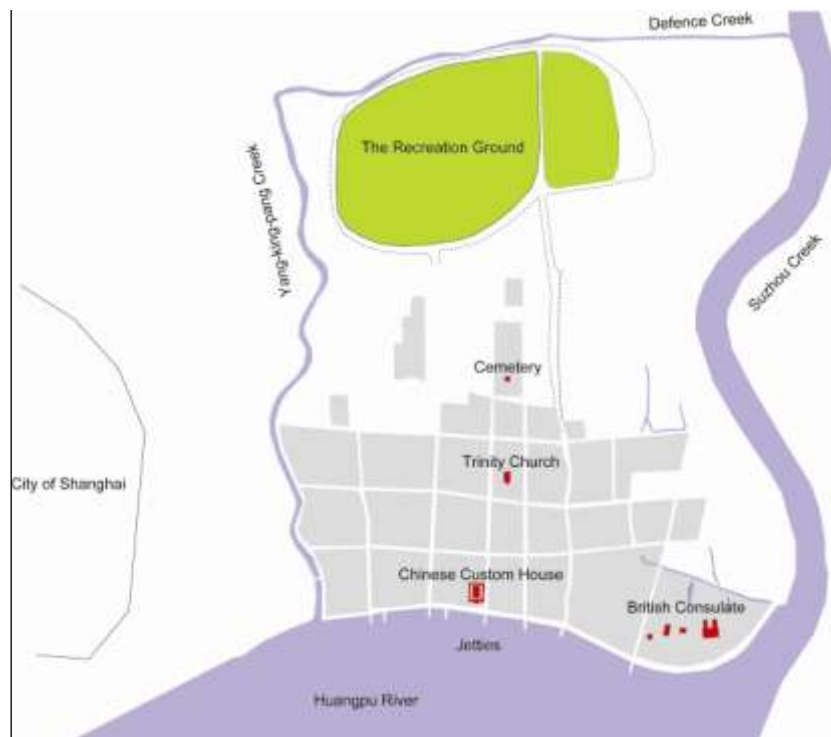 Defence Creek
The Recreation Ground
Yang-king-pang Creek
Suzhou Creek
Cemetery
Trinity Church
City of Shanghai
Chinese Custom House
British Consulate
Jetties
Huangpu River